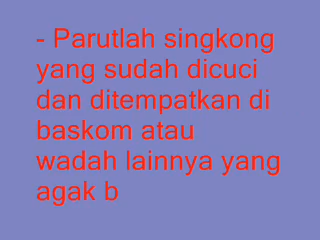 - Parutlah singkong
yang sudah dicuci
dan ditempatkan di
baskom atau
wadah lainnya yang
agak b